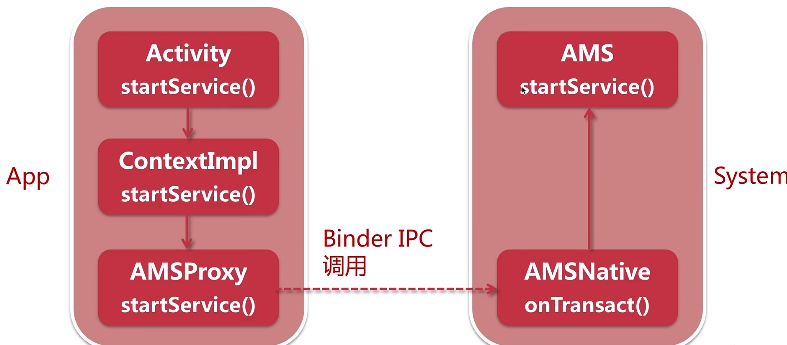 App
Activity
startService()
ContextImpl
startService()
AMSProxy
startService()
Binder IPC
调用
AMS
startService()
AMSNative
onTransact()
System